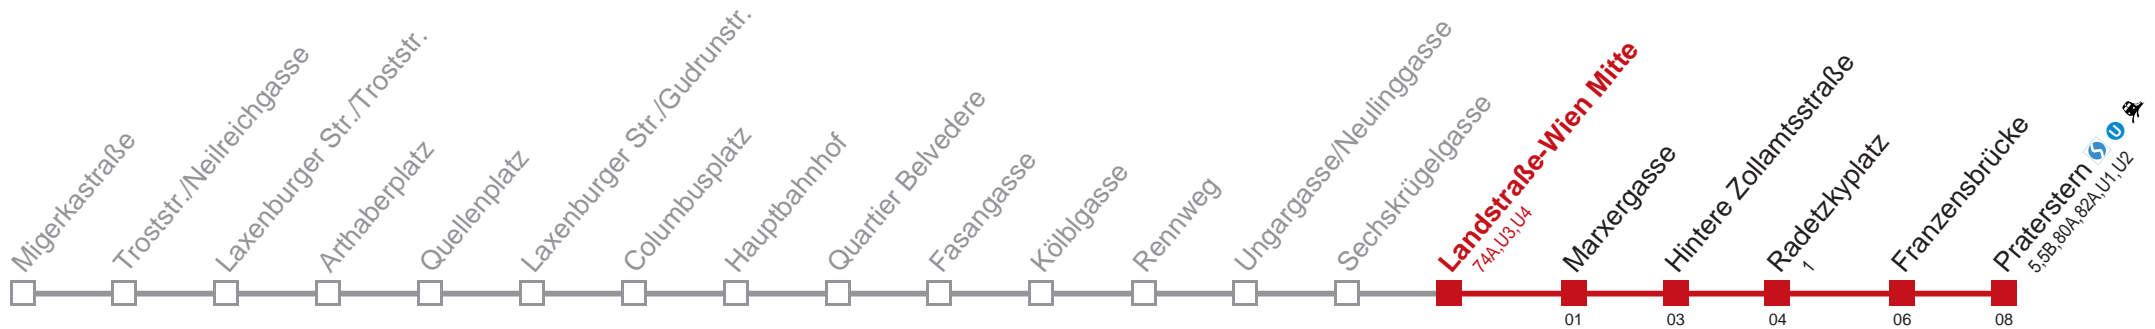 Migerkastraße
Troststr./Neilreichgasse
Laxenburger Str./Troststr.
Arthaberplatz
Quellenplatz
Laxenburger Str./Gudrunstr.
Columbusplatz
Hauptbahnhof
Quartier Belvedere
Fasangasse
Kölblgasse
Rennweg
Ungargasse/Neulinggasse
Sechskrügelgasse
Landstraße-Wien Mitte
74A,U3,U4
Marxergasse
Hintere Zollamtsstraße
Radetzkyplatz
1
Franzensbrücke
Praterstern S U
5,5B,80A,82A,U1,U2
01 03 04 06 08